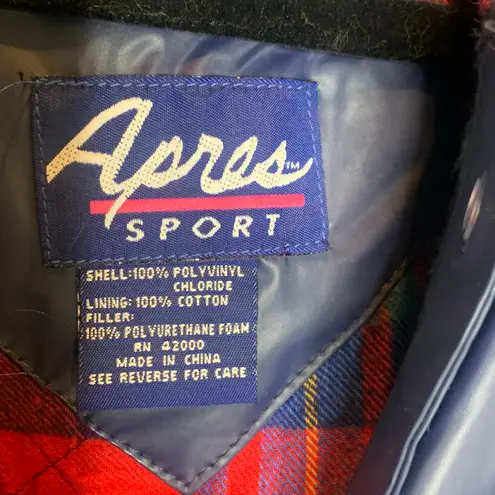 Apres™
SPORT
SHELL:100% POLYVINYL
CHLORIDE
LINING: 100% COTTON
FILLER:
100% POLYURETHANE FOAM
RN 42000
MADE IN CHINA
SEE REVERSE FOR CARE